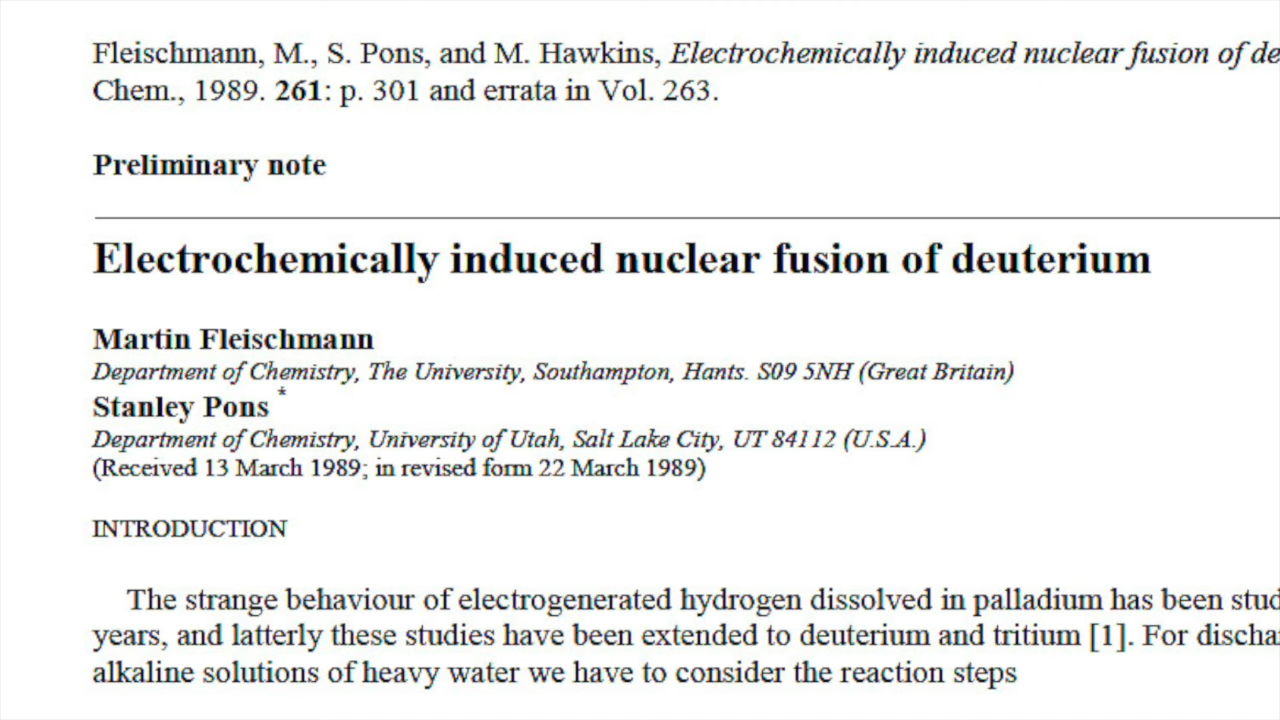 Fleischmann, M., S. Pons, and M. Hawkins, Electrochemically induced nuclear fusion of de
Chem., 1989. 261: p. 301 and errata in Vol. 263.
Preliminary note
Electrochemically induced nuclear fusion of deuterium
Martin Fleischmann
Department of Chemistry, The University, Southampton, Hants. S09 5NH (Great Britain)
Stanley Pons *
Department of Chemistry, University of Utah, Salt Lake City, UT 84112 (U.S.A.)
(Received 13 March 1989; in revised form 22 March 1989)
INTRODUCTION
The strange behaviour of electrogenerated hydrogen dissolved in palladium has been stud
years, and latterly these studies have been extended to deuterium and tritium [1]. For discha
alkaline solutions of heavy water we have to consider the reaction steps